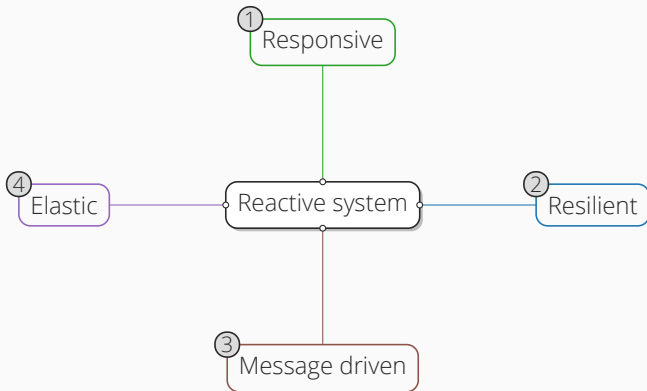 1
Responsive
4
Elastic
Reactive system
2
Resilient
3
Message driven